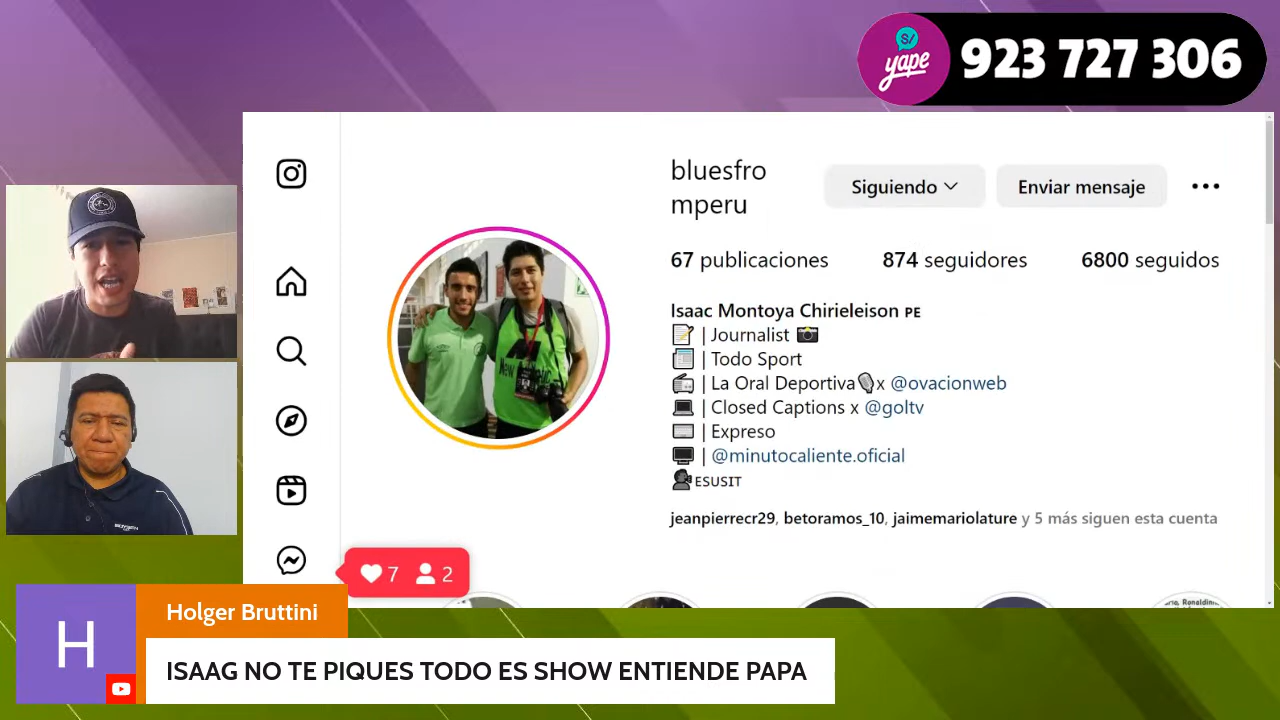 S/
yape
923 727 306
bluesfro
mperu
Siguiendo
Enviar mensaje
67 publicaciones
874 seguidores
6800 seguidos
Isaac Montoya Chirieleison PE
| Journalist
| Todo Sport
| La Oral Deportiva x @ovacionweb
| Closed Captions x @goltv
| Expreso
| @minutocaliente.oficial
ESUSIT
jeanpierrecr29, betoramos_10, jaimemariolature y 5 más siguen esta cuenta
7
2
H
Holger Bruttini
ISAAG NO TE PIQUES TODO ES SHOW ENTIENDE PAPA